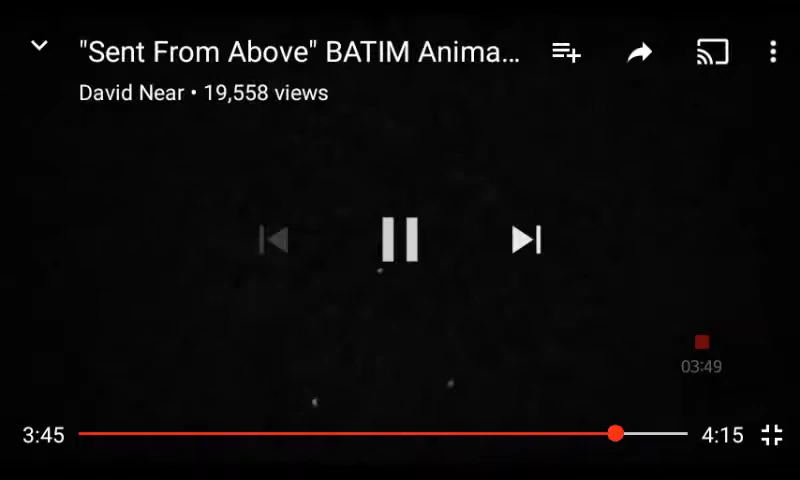 "Sent From Above" BATIM Anima...
David Near • 19,558 views
03:49
3:45
4:15